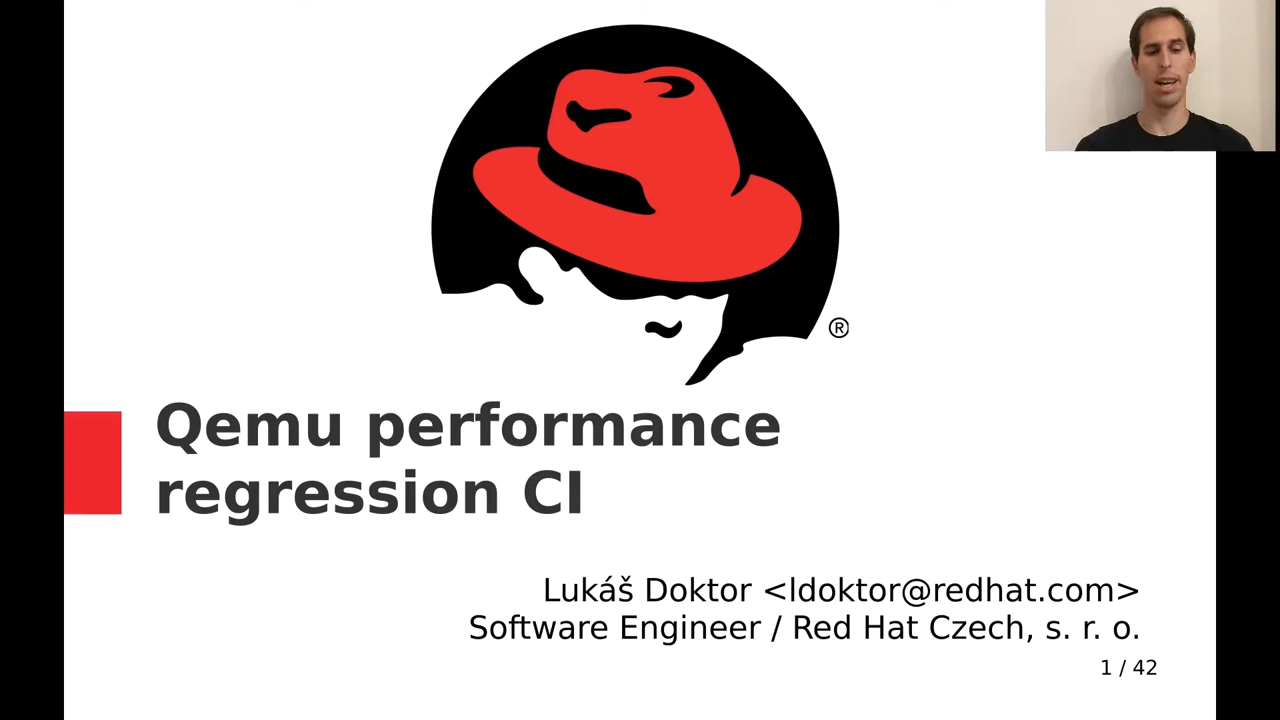 ®
Qemu performance
regression CI
Lukáš Doktor <ldoktor@redhat.com>
Software Engineer / Red Hat Czech, s. r. o.
1 / 42